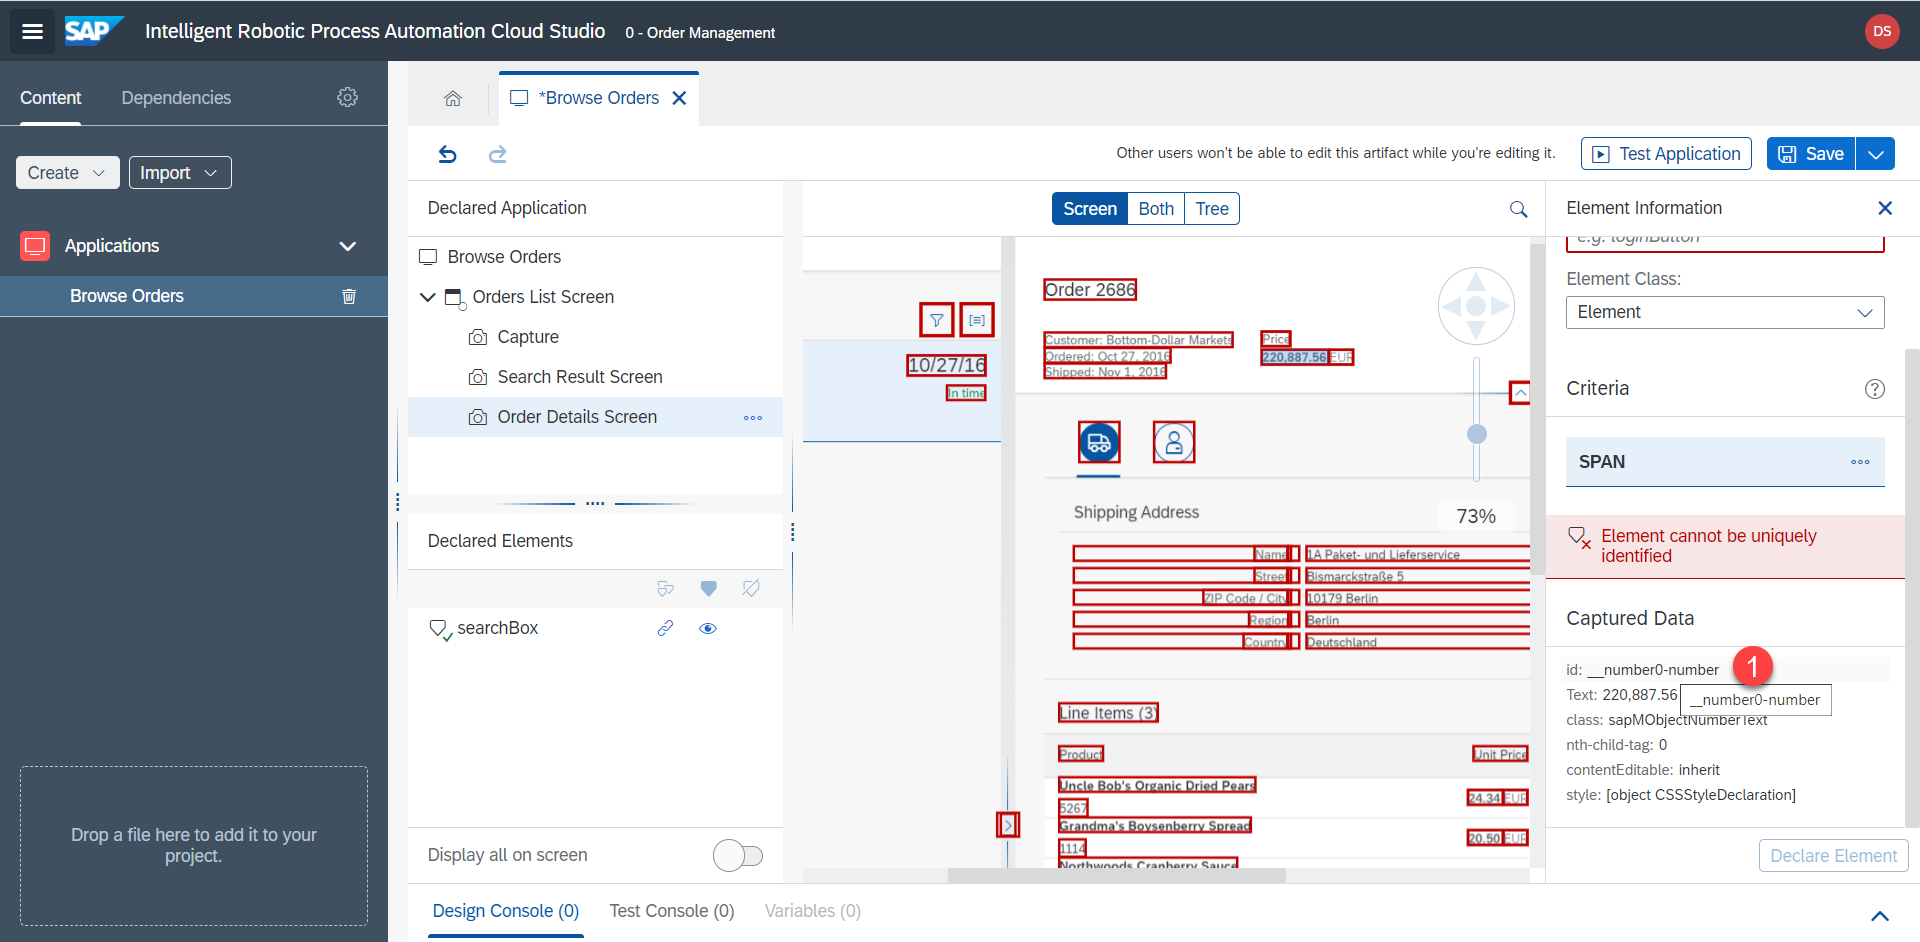 SAP Intelligent Robotic Process Automation Cloud Studio 0 - Order Management DS
Content Dependencies
Create Import
Applications
Browse Orders
Drop a file here to add it to your
project.
*Browse Orders
Other users won't be able to edit this artifact while you're editing it. Test Application Save
Declared Application
Browse Orders
Orders List Screen
Capture
Search Result Screen
Order Details Screen
Declared Elements
searchBox
Display all on screen
Screen Both Tree
10/27/16
In time
Order 2686
Customer: Bottom-Dollar Markets
Ordered: Oct 27, 2016
Shipped: Nov 1, 2016
Price
220,887.56 EUR
73%
Shipping Address
Name 1A Paket- und Lieferservice
Street Bismarckstraße 5
ZIP Code / City 10179 Berlin
Region Berlin
Country Deutschland
Line Items (3)
Product Unit Price
Uncle Bob's Organic Dried Pears 24.34 EUR
5267
Grandma's Boysenberry Spread 20.50 EUR
1114
Northwoods Cranberry Sauce
Element Information
e.g. loginButton
Element Class:
Element
Criteria
SPAN
Element cannot be uniquely
identified
Captured Data
id: __number0-number 1
Text: 220,887.56
__number0-number
class: sapMObjectNumberText
nth-child-tag: 0
contentEditable: inherit
style: [object CSSStyleDeclaration]
Declare Element
Design Console (0) Test Console (0) Variables (0)